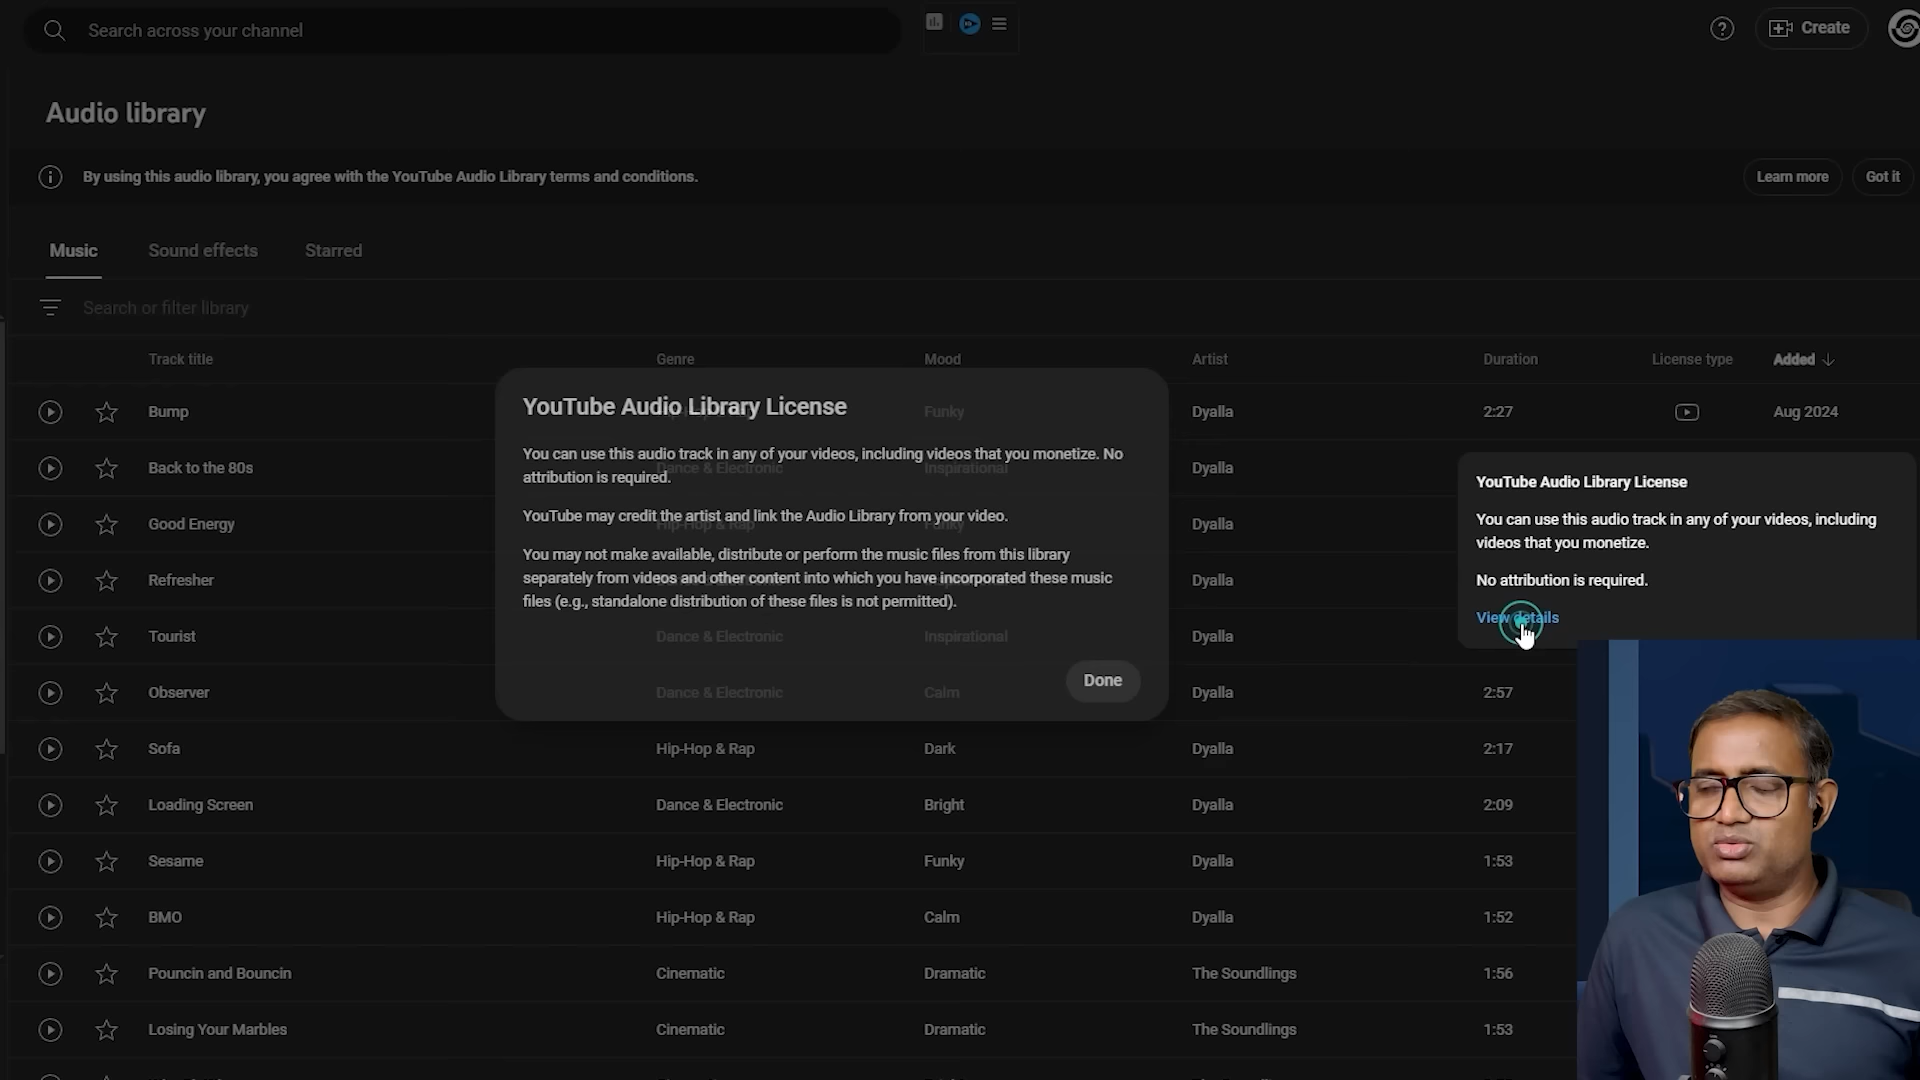 Search across your channel
Create
Audio library
By using this audio library, you agree with the YouTube Audio Library terms and conditions.
Learn more
Got it
Music
Sound effects
Starred
Search or filter library
Track title
Genre
Mood
Artist
Duration
License type
Added
Bump
Funky
Dyalla
2:27
Aug 2024
Back to the 80s
Dance & Electronic
Inspirational
Dyalla
Good Energy
Hip-Hop & Rap
Funky
Dyalla
Refresher
Dyalla
Tourist
Dance & Electronic
Inspirational
Dyalla
Observer
Dance & Electronic
Calm
Dyalla
2:57
Sofa
Hip-Hop & Rap
Dark
Dyalla
2:17
Loading Screen
Dance & Electronic
Bright
Dyalla
2:09
Sesame
Hip-Hop & Rap
Funky
Dyalla
1:53
BMO
Hip-Hop & Rap
Calm
Dyalla
1:52
Pouncin and Bouncin
Cinematic
Dramatic
The Soundlings
1:56
Losing Your Marbles
Cinematic
Dramatic
The Soundlings
1:53
YouTube Audio Library License
You can use this audio track in any of your videos, including videos that you monetize. No
attribution is required.
YouTube may credit the artist and link the Audio Library from your video.
You may not make available, distribute or perform the music files from this library
separately from videos and other content into which you have incorporated these music
files (e.g., standalone distribution of these files is not permitted).
Done
YouTube Audio Library License
You can use this audio track in any of your videos, including
videos that you monetize.
No attribution is required.
View details